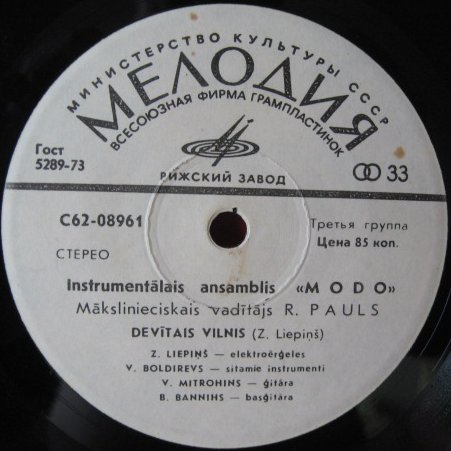 МИНИСТЕРСТВО КУЛЬТУРЫ СССР
МЕЛОДИЯ
ВСЕСОЮЗНАЯ ФИРМА ГРАМПЛАСТИНОК
Гост
5289-73
РИЖСКИЙ ЗАВОД
33
С62-08961
Третья группа
Цена 85 коп.
СТЕРЕО
Instrumentālais ansamblis «MODO»
Mākslinieciskais vadītājs R. PAULS
DEVĪTAIS VILNIS (Z. Liepiņš)
Z. LIEPIŅŠ — elektroērģeles
V. BOLDIREVS — sitamie instrumenti
V. MITROHINS — ģitāra
B. BANNIHS — basģitāra